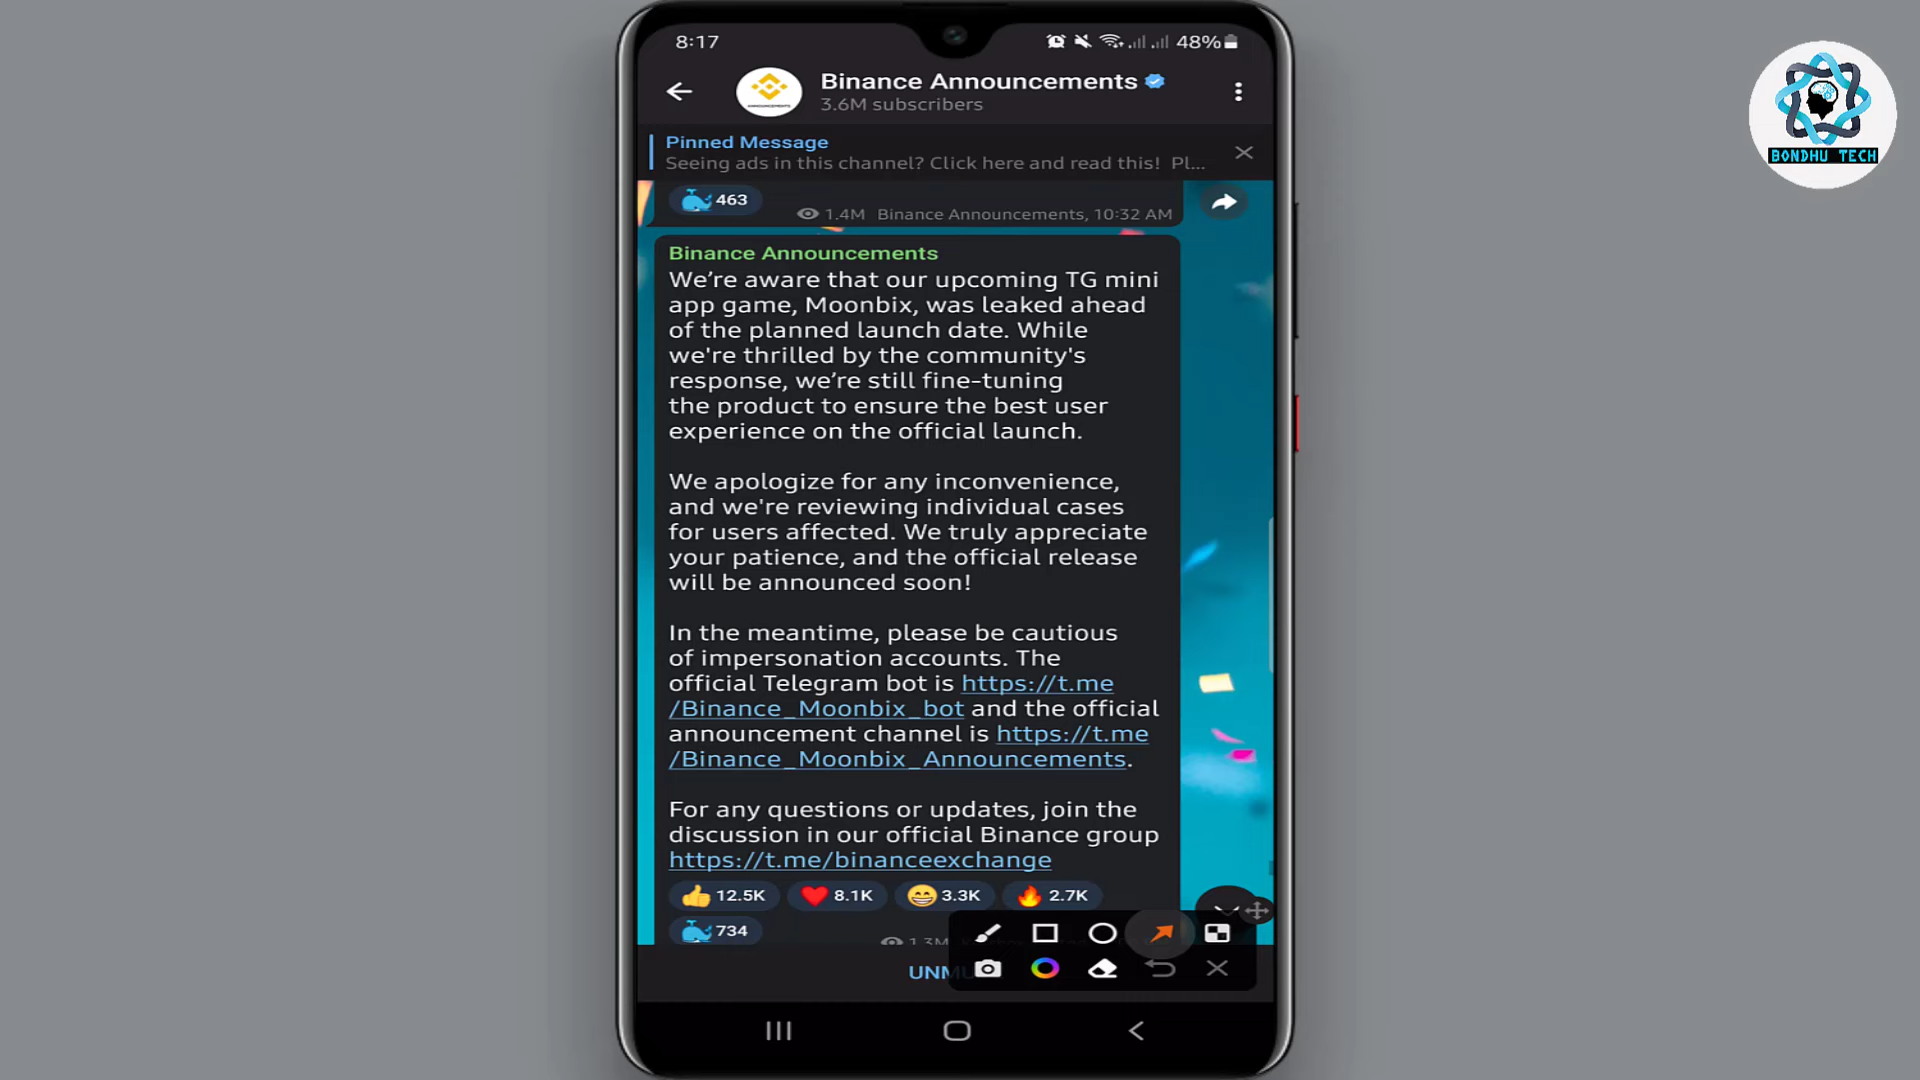 8:17
48%
Binance Announcements
3.6M subscribers
Pinned Message
Seeing ads in this channel? Click here and read this! Pl...
463
1.4M Binance Announcements, 10:32 AM
Binance Announcements
We’re aware that our upcoming TG mini
app game, Moonbix, was leaked ahead
of the planned launch date. While
we're thrilled by the community's
response, we’re still fine-tuning
the product to ensure the best user
experience on the official launch.
We apologize for any inconvenience,
and we're reviewing individual cases
for users affected. We truly appreciate
your patience, and the official release
will be announced soon!
In the meantime, please be cautious
of impersonation accounts. The
official Telegram bot is https://t.me
/Binance_Moonbix_bot and the official
announcement channel is https://t.me
/Binance_Moonbix_Announcements.
For any questions or updates, join the
discussion in our official Binance group
https://t.me/binanceexchange
12.5K 8.1K 3.3K 2.7K
734
1.3M
UNM
BONDHU TECH